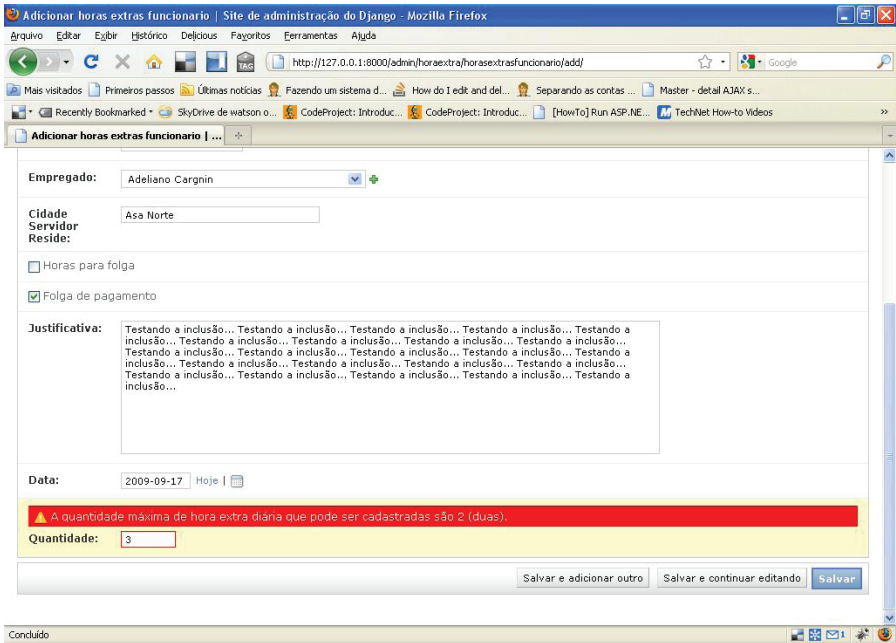 Adicionar horas extras funcionario | Site de administração do Django - Mozilla Firefox
Arquivo Editar Exibir Histórico Delicious Favoritos Ferramentas Ajuda
TAG http://127.0.0.1:8000/admin/horaextra/horasextrasfuncionario/add/ Google
Mais visitados Primeiros passos Últimas notícias Fazendo um sistema d... How do I edit and del... Separando as contas ... Master - detail AJAX s...
Recently Bookmarked SkyDrive de watson o... CodeProject: Introduc... CodeProject: Introduc... [HowTo] Run ASP.NE... TechNet How-to Videos »
Adicionar horas extras funcionario | ...
Empregado: Adeliano Cargnin
Cidade
Servidor
Reside:
Asa Norte
Horas para folga
Folga de pagamento
Justificativa:
Testando a inclusão... Testando a inclusão... Testando a inclusão... Testando a inclusão... Testando a
inclusão... Testando a inclusão... Testando a inclusão... Testando a inclusão... Testando a inclusão...
Testando a inclusão... Testando a inclusão... Testando a inclusão... Testando a inclusão... Testando a
inclusão... Testando a inclusão... Testando a inclusão... Testando a inclusão... Testando a inclusão...
Testando a inclusão... Testando a inclusão... Testando a inclusão... Testando a inclusão... Testando a
inclusão...
Data: 2009-09-17 Hoje |
A quantidade máxima de hora extra diária que pode ser cadastradas são 2 (duas).
Quantidade: 3
Salvar e adicionar outro Salvar e continuar editando Salvar
Concluído 1